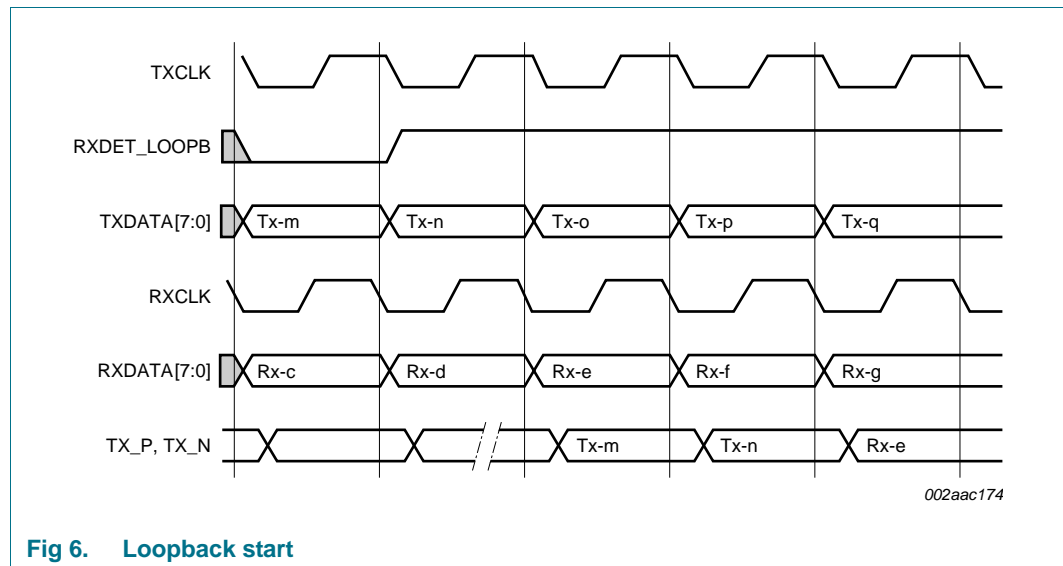 TXCLK
RXDET_LOOPB
TXDATA[7:0] Tx-m Tx-n Tx-o Tx-p Tx-q
RXCLK
RXDATA[7:0] Rx-c Rx-d Rx-e Rx-f Rx-g
TX_P, TX_N Tx-m Tx-n Rx-e
002aac174
Fig 6. Loopback start